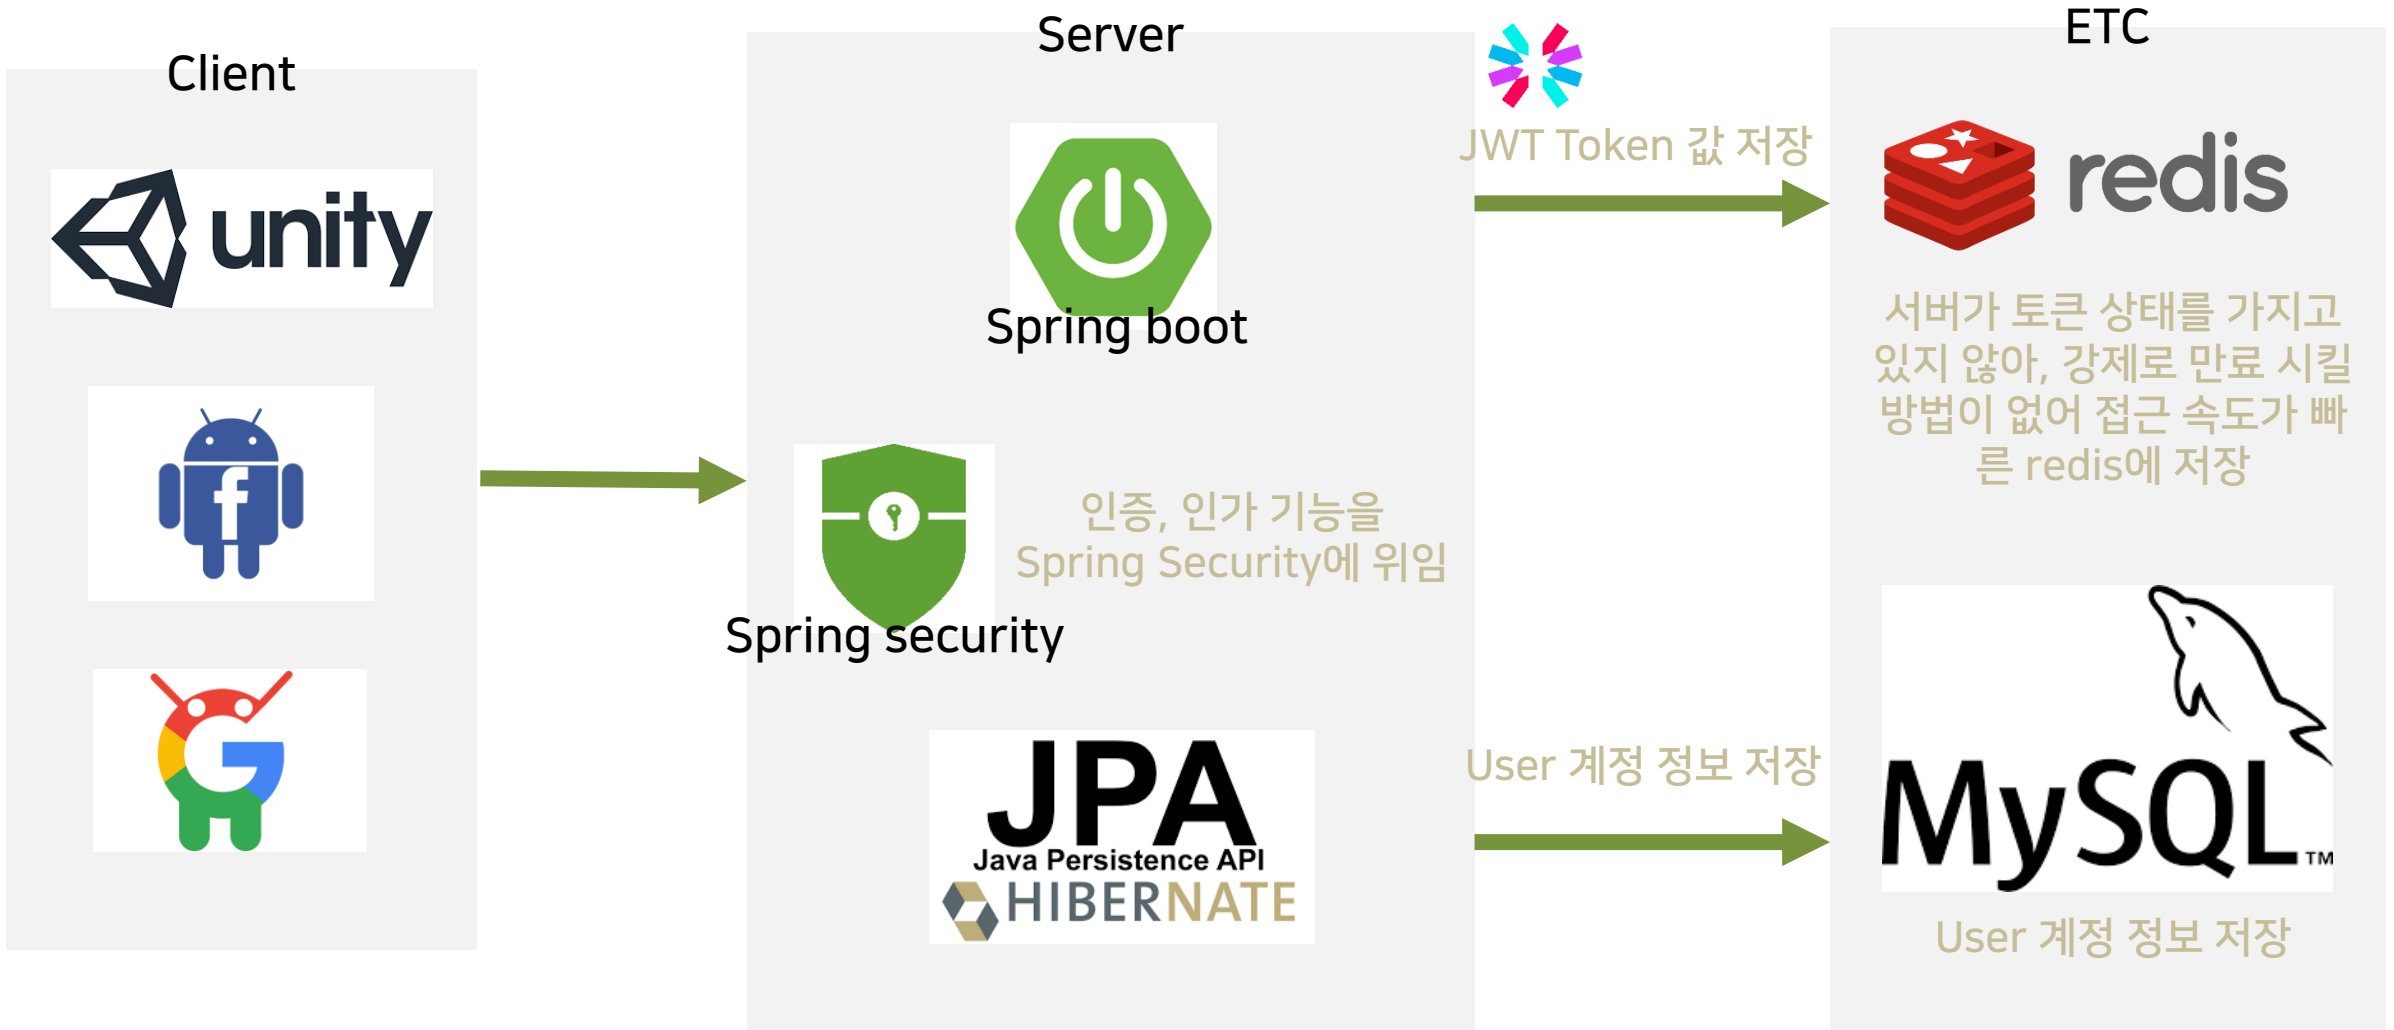 Client
unity
f
G
Server
Spring boot
Spring security
인증, 인가 기능을
Spring Security에 위임
JPA
Java Persistence API
HIBERNATE
JWT Token 값 저장
User 계정 정보 저장
ETC
redis
서버가 토큰 상태를 가지고
있지 않아, 강제로 만료 시킬
방법이 없어 접근 속도가 빠
른 redis에 저장
MySQL™
User 계정 정보 저장